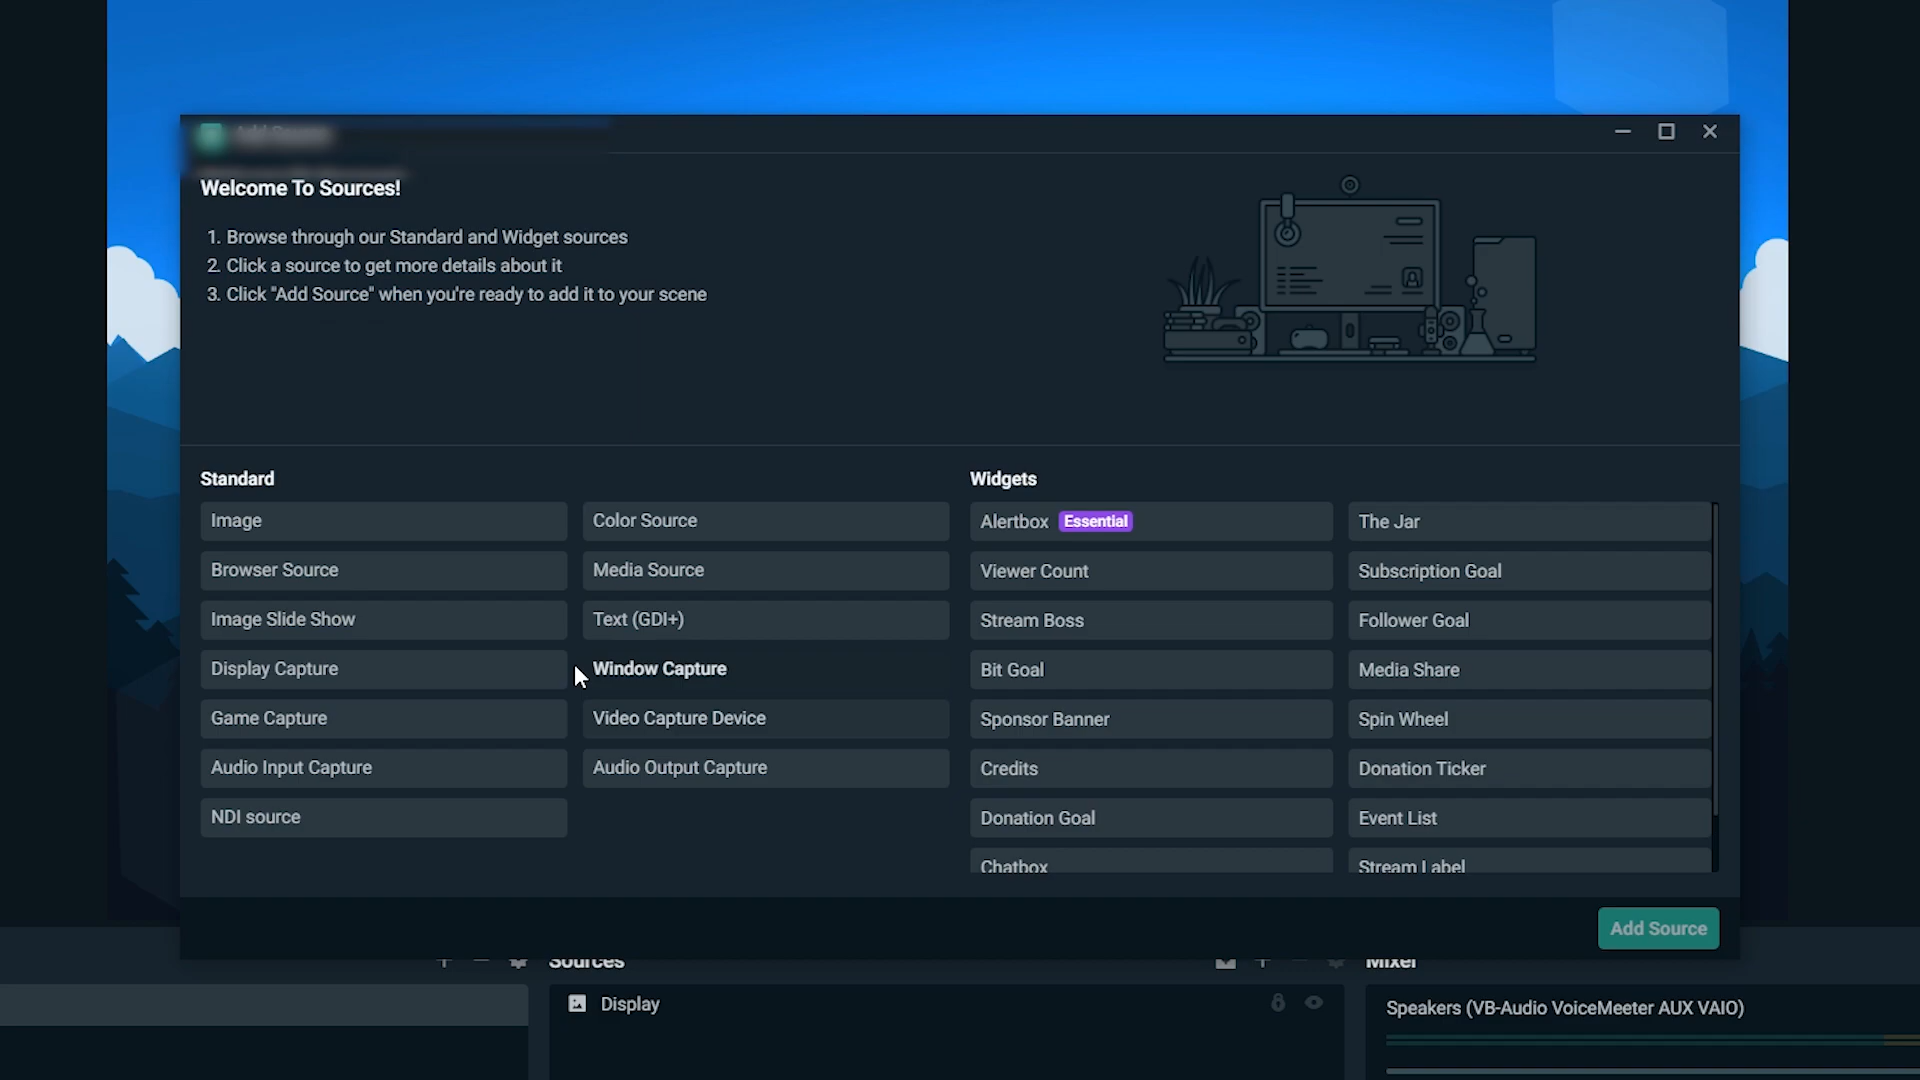 Add Source
Welcome To Sources!
1. Browse through our Standard and Widget sources
2. Click a source to get more details about it
3. Click "Add Source" when you're ready to add it to your scene
Standard
Image
Color Source
Browser Source
Media Source
Image Slide Show
Text (GDI+)
Display Capture
Window Capture
Game Capture
Video Capture Device
Audio Input Capture
Audio Output Capture
NDI source
Widgets
Alertbox Essential
The Jar
Viewer Count
Subscription Goal
Stream Boss
Follower Goal
Bit Goal
Media Share
Sponsor Banner
Spin Wheel
Credits
Donation Ticker
Donation Goal
Event List
Chatbox
Stream Label
Add Source
Sources
Mixer
Display
Speakers (VB-Audio VoiceMeeter AUX VAIO)